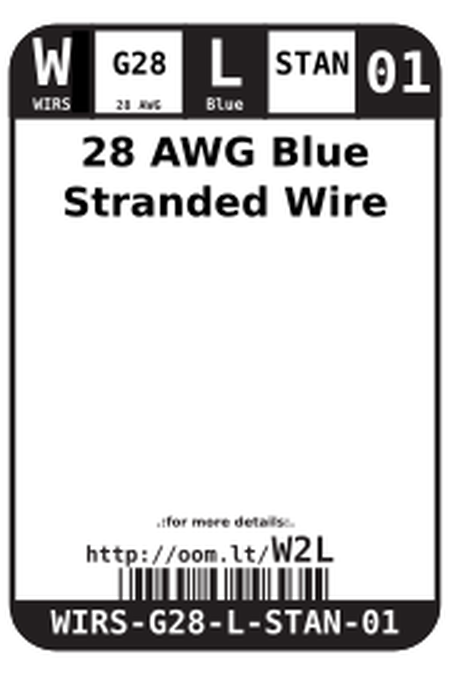 W G28 L STAN 01
WIRS 28 AWG Blue
28 AWG Blue
Stranded Wire
.:for more details:.
http://oom.lt/W2L
WIRS-G28-L-STAN-01